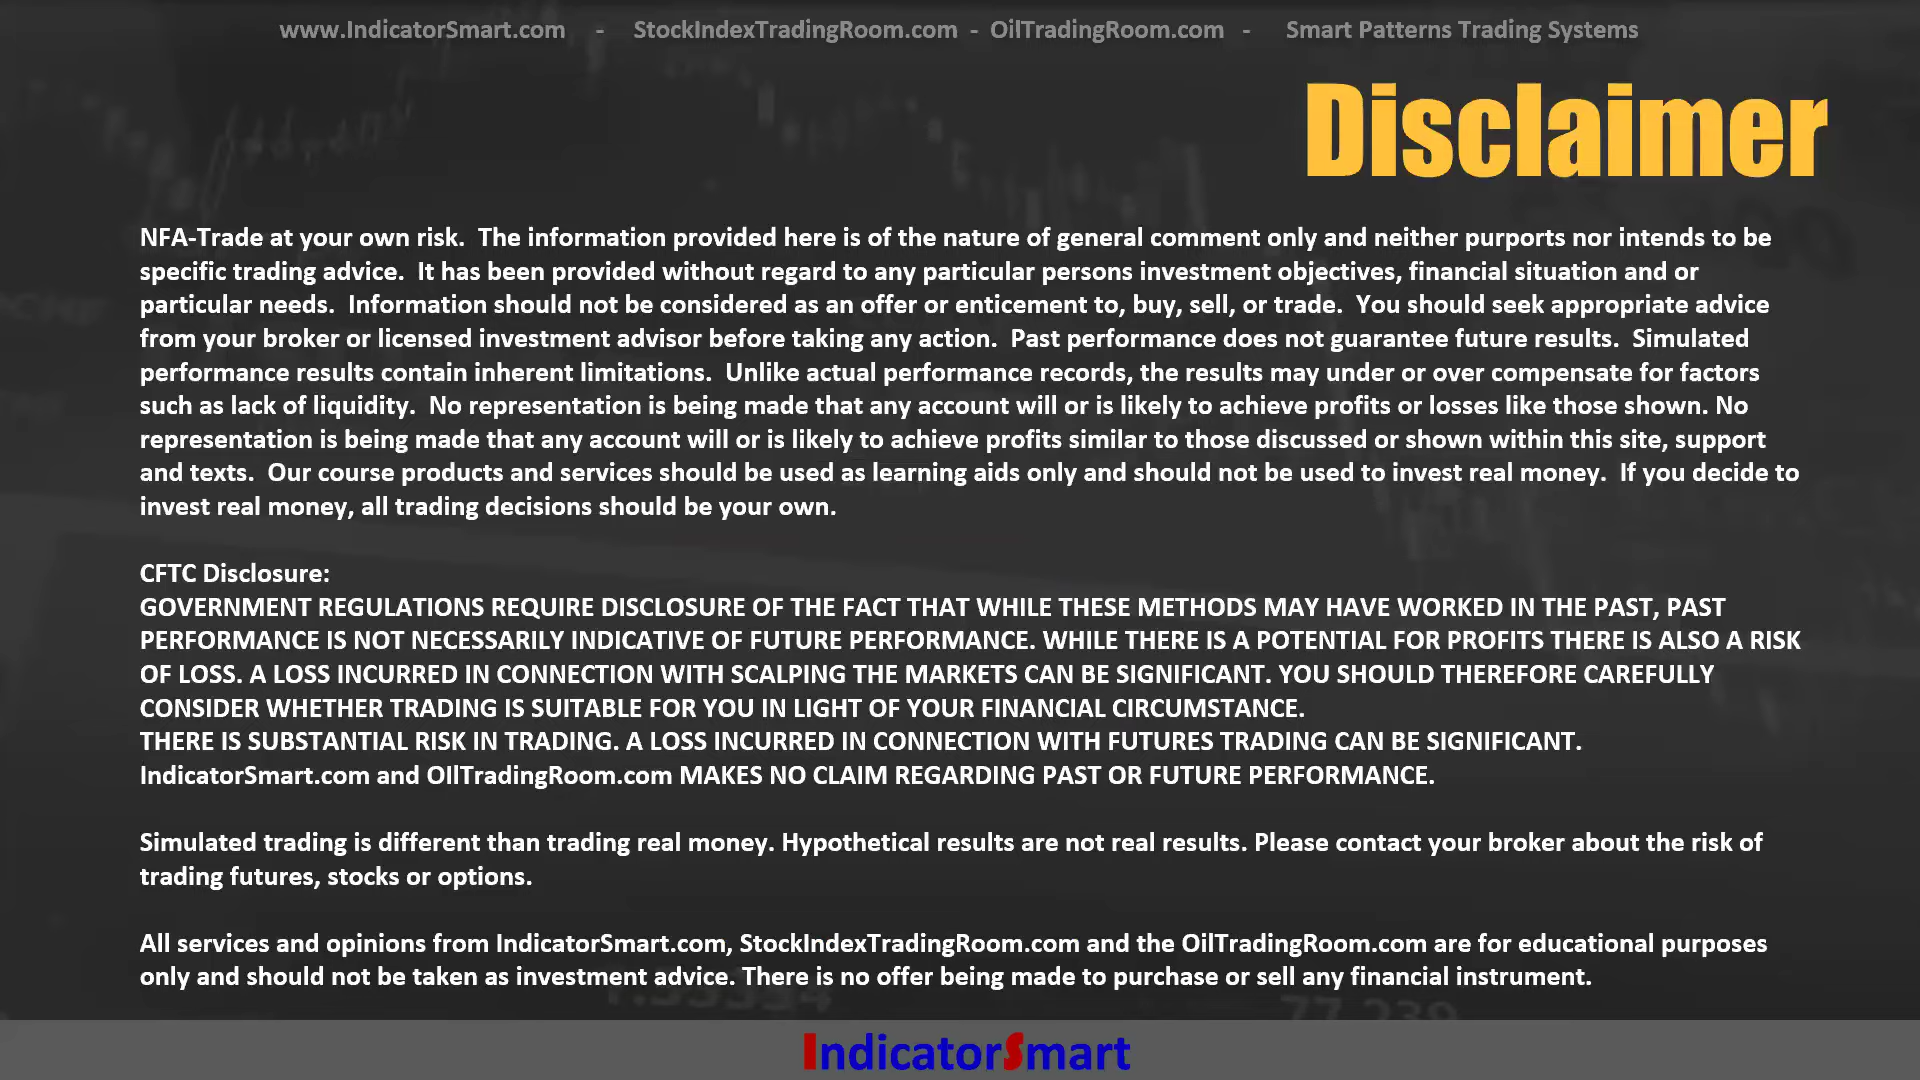 www.IndicatorSmart.com - StockIndexTradingRoom.com - OilTradingRoom.com - Smart Patterns Trading Systems
Disclaimer
NFA-Trade at your own risk.  The information provided here is of the nature of general comment only and neither purports nor intends to be
specific trading advice.  It has been provided without regard to any particular persons investment objectives, financial situation and or
particular needs.  Information should not be considered as an offer or enticement to, buy, sell, or trade.  You should seek appropriate advice
from your broker or licensed investment advisor before taking any action.  Past performance does not guarantee future results.  Simulated
performance results contain inherent limitations.  Unlike actual performance records, the results may under or over compensate for factors
such as lack of liquidity.  No representation is being made that any account will or is likely to achieve profits or losses like those shown. No
representation is being made that any account will or is likely to achieve profits similar to those discussed or shown within this site, support
and texts.  Our course products and services should be used as learning aids only and should not be used to invest real money.  If you decide to
invest real money, all trading decisions should be your own.
CFTC Disclosure:
GOVERNMENT REGULATIONS REQUIRE DISCLOSURE OF THE FACT THAT WHILE THESE METHODS MAY HAVE WORKED IN THE PAST, PAST
PERFORMANCE IS NOT NECESSARILY INDICATIVE OF FUTURE PERFORMANCE. WHILE THERE IS A POTENTIAL FOR PROFITS THERE IS ALSO A RISK
OF LOSS. A LOSS INCURRED IN CONNECTION WITH SCALPING THE MARKETS CAN BE SIGNIFICANT. YOU SHOULD THEREFORE CAREFULLY
CONSIDER WHETHER TRADING IS SUITABLE FOR YOU IN LIGHT OF YOUR FINANCIAL CIRCUMSTANCE.
THERE IS SUBSTANTIAL RISK IN TRADING. A LOSS INCURRED IN CONNECTION WITH FUTURES TRADING CAN BE SIGNIFICANT.
IndicatorSmart.com and OIlTradingRoom.com MAKES NO CLAIM REGARDING PAST OR FUTURE PERFORMANCE.
Simulated trading is different than trading real money. Hypothetical results are not real results. Please contact your broker about the risk of
trading futures, stocks or options.
All services and opinions from IndicatorSmart.com, StockIndexTradingRoom.com and the OilTradingRoom.com are for educational purposes
only and should not be taken as investment advice. There is no offer being made to purchase or sell any financial instrument.
77.239
IndicatorSmart